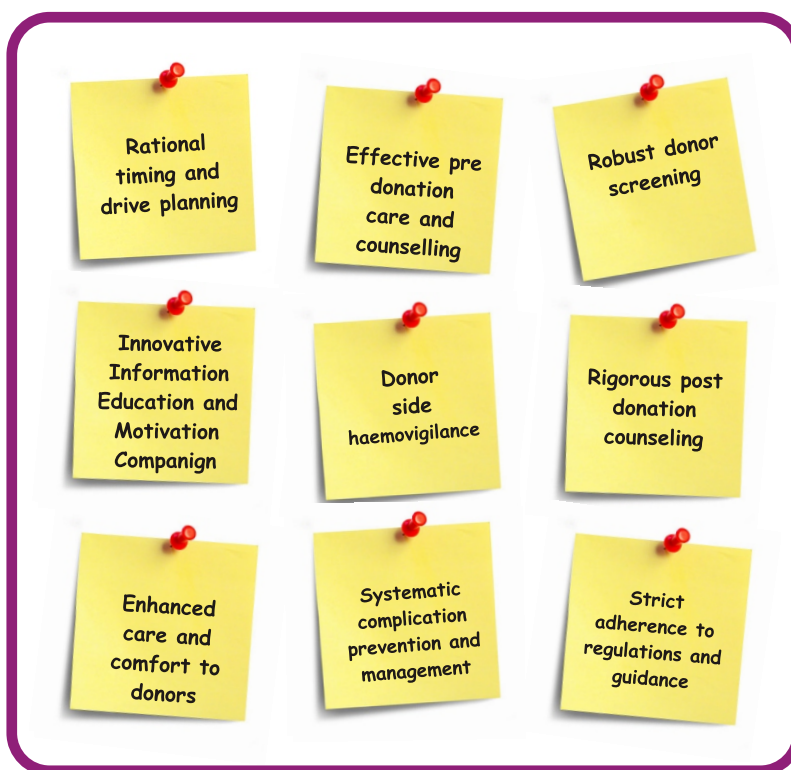 Rational
timing and
drive planning
Effective pre
donation
care and
counselling
Robust donor
screening
Innovative
Information
Education and
Motivation
Companign
Donor
side
haemovigilance
Rigorous post
donation
counseling
Enhanced
care and
comfort to
donors
Systematic
complication
prevention and
management
Strict
adherence to
regulations and
guidance